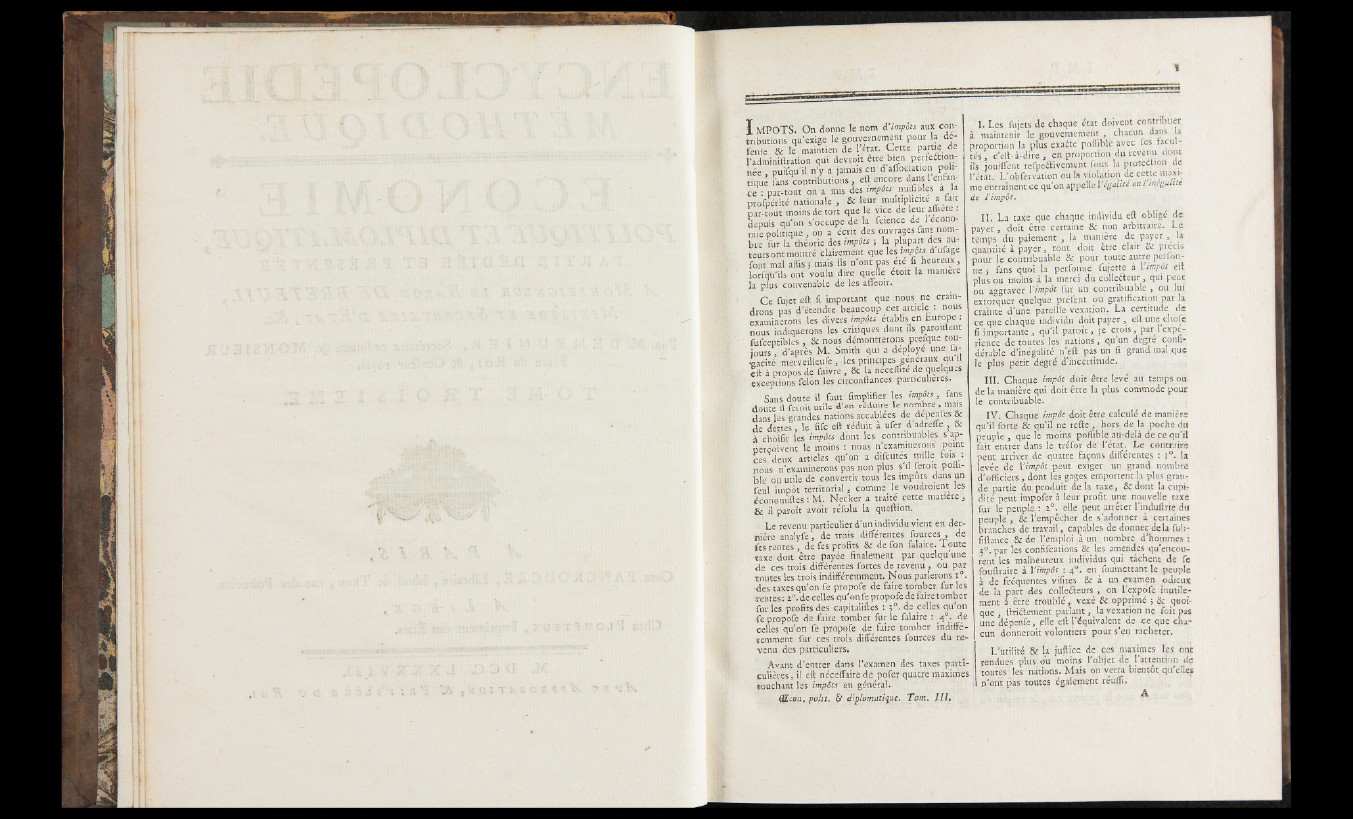 I
IMPOTS. On donne le nom d'impôts aux con-
tributions qu'exige le gouvernement pour la dé-
fense & le maintien de l'état. Cette partie de
l'administration qui devroit être bien perfection-
née, puisqu'il n'y a jamais eu d'association poli-
tique sans contributions, est encore dans l'enfan-
ce : par-tout on a mis des impôts nuisibles à la
prospérité nationale, & leur multiplicité a fait
par-tout moins de tort que le vice de leur assiète :
depuis qu'on s'occupe de la science de l'écono-
mie politique, on a écrit des ouvrages sans nom-
bre sur la théorie des impôts ; la plupart des au-
teurs ont montré clairement que les impôts d'usage
sont mal assis ; mais ils n'ont pas été si heureux,
lorsqu'ils ont voulu dire quelle étoit la manière
la plus convenable de les asseoir.
Ce sujet est si important que nous ne crain-
drons pas d'étendre beaucoup cet article : nous
examinerons les divers impôts établis en Europe :
nous indiquerons les critiques dont ils paroissent
susceptibles, & nous démontrerons presque tou-
jours, d'après M. Smith qui a déployé une sa-
gacité merveilleuse, les principes généraux qu'il
est à propos de suivre, & la nécessité de quelques
exceptions selon les circonstances particulières.
Sans doute il faut simplifier les impôts, sans
doute il seroit utile d'en réduire le nombre, mais
dans les grandes nations accablées de dépenses &
de dettes, le fisc est réduit à user d'adresse, &
à choisir les impôts dont les contribuables s'ap-
perçoivent le moins : nous n'examinerons point
ces deux articles qu'on a discutés mille fois :
nous n'examinerons pas non plus s'il seroit possi-
ble ou utile de convertir tous les impôts dans un
seul impôt territorial, comme le voudroient les
économistes : M. Necker a traité cette matière,
& il paroît avoir résolu la question.
Le revenu particulier d'un individu vient en der-
nière analyse, de trois différentes sources, de
ses rentes, de ses profits & de son salaire. Toute
taxe doit être payée finalement par quelqu'une
de ces trois différentes sortes de revenu, ou par
toutes les trois indifféremment. Nous parlerons 1°.
des taxes qu'on se propose de faire tomber sur les
rentes : 2°. de celles qu'on se propose de faire tomber
sur les profits des capitalistes : 3°. de celles qu'on
se propose de faire tomber sur le salaire : 4°. de
celles qu'on se propose de faire tomber indiffé-
remment sur ces trois différentes sources du re-
venu des particuliers.
Avant d'entrer dans l'examen des taxes parti-
culières, il est nécessaire de poser quatre maximes
touchant les impôts en général.
Œcon. polit. & diplomatique. Tom. III.
I. Les sujets de chaque état doivent contribuer
à maintenir le gouvernement, chacun dans la
proportion la plus exacte possible avec ses facul-
tés, c'est-à-dire, en proportion du revenu dont
ils jouissent respectivement sous la protection de
l'état. L'observation ou la violation de cette maxi-
me entraînent ce qu'on appelle l'égalité ou l'inégalité
de l'impôt.
II. La taxe que chaque individu est obligé de
payer, doit être certaine & non arbitraire. Le
temps du paiement, la manière de payer, la
quantité à payer, tout doit être clair & précis
pour le contribuable & pour toute autre person-
ne ; sans quoi la personne sujette à l'impôt est
plus ou moins à la merci du collecteur, qui peut
ou aggraver l'impôt sur un contribuable, ou lui
extorquer quelque présent ou gratification par la
crainte d'une pareille vexation. La certitude de
ce que chaque individu doit payer, est une chose
si importante, qu'il paroît, je crois, par l'expé-
rience de toutes les nations, qu'un degré consi-
dérable d'inégalité n'est pas un si grand mal que
le plus petit degré d'incertitude.
III. Chaque impôt doit être levé au temps ou
de la manière qui doit être la plus commode pour
le contribuable.
IV. Chaque impôt doit être calculé de manière
qu'il sorte & qu'il ne reste, hors de la poche du
peuple, que le moins possible au-delà de ce qu'il
fait entrer dans le trésor de l'état. Le contraire
peut arriver de quatre façons différentes : 1°. la
levée de l'impôt peut exiger un grand nombre
d'officiers, dont les gages emportent la plus gran-
de partie du produit de la taxe, & dont la cupi-
dité peut imposer à leur profit une nouvelle taxe
sur le peuple : 2°. elle peut arrêter l'industrie du
peuple, & l'empêcher de s'adonner à certaines
branches de travail, capables de donner de la sub-
sistance & de l'emploi à un nombre d'hommes :
3°. par les confiscations & les amendes qu'encou-
rent les malheureux individus qui tâchent de se
soustraire à l'impôt : 4°. en soumettant le peuple
à de fréquentes visites & à un examen odieux
de la part des collecteurs, on l'expose inutile-
ment à être troublé, vexé & opprimé ; & quoi-
que, strictement parlant, la vexation ne soit pas
une dépense, elle est l'équivalent de ce que cha-
cun donneroit volontiers pour s'en racheter.
L'utilité & la justice de ces maximes les ont
rendues plus ou moins l'objet de l'attention de
toutes les nations. Mais on verra bientôt qu'elles
n'ont pas toutes également réussi.
A